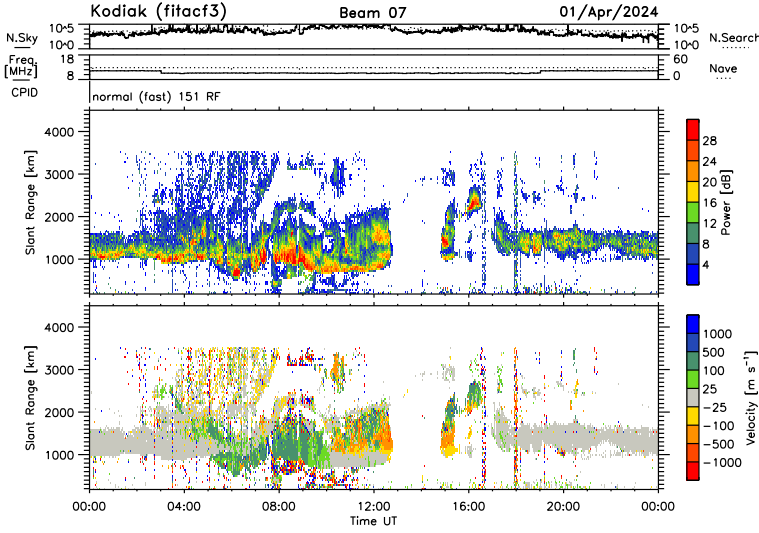 Kodiak (fitacf3) Beam 07 01/Apr/2024
N.Sky 10^5 10^0 10^5 10^0 N.Search
Freq. [MHz] 18 8 60 0 Nave
CPID normal (fast) 151 RF
Slant Range [km] 4000 3000 2000 1000
28 24 20 16 12 8 4 Power [dB]
Slant Range [km] 4000 3000 2000 1000
1000 500 100 25 -25 -100 -500 -1000 Velocity [m s⁻¹]
00:00 04:00 08:00 12:00 16:00 20:00 00:00
Time UT